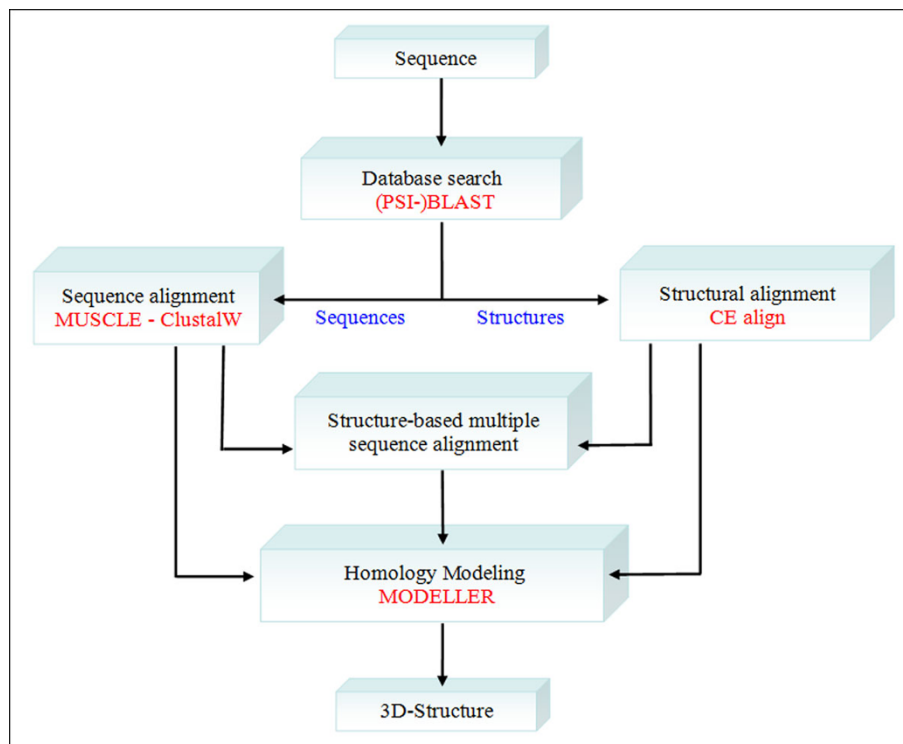 Sequence
Database search
(PSI-)BLAST
Sequence alignment
MUSCLE - ClustalW
Sequences
Structures
Structural alignment
CE align
Structure-based multiple
sequence alignment
Homology Modeling
MODELLER
3D-Structure